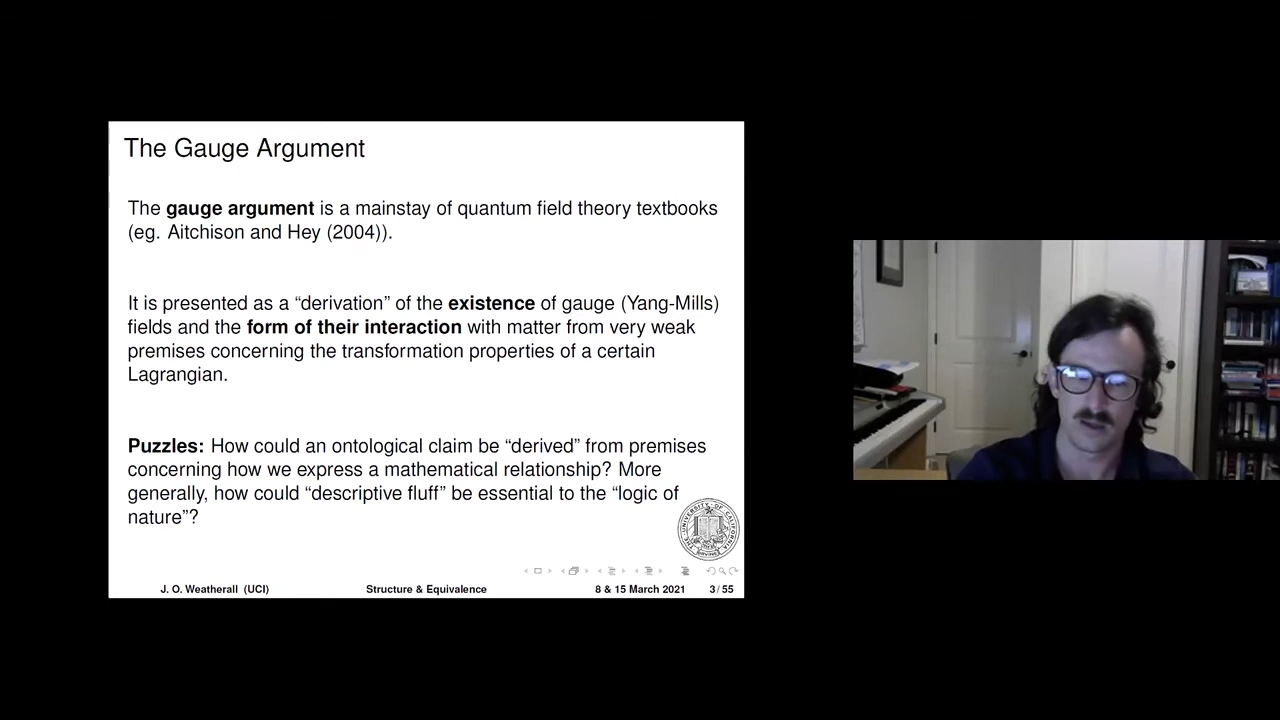 The Gauge Argument
The gauge argument is a mainstay of quantum field theory textbooks
(eg. Aitchison and Hey (2004)).
It is presented as a “derivation” of the existence of gauge (Yang-Mills)
fields and the form of their interaction with matter from very weak
premises concerning the transformation properties of a certain
Lagrangian.
Puzzles: How could an ontological claim be “derived” from premises
concerning how we express a mathematical relationship? More
generally, how could “descriptive fluff” be essential to the “logic of
nature”?
J. O. Weatherall (UCI) Structure & Equivalence 8 & 15 March 2021 3 / 55